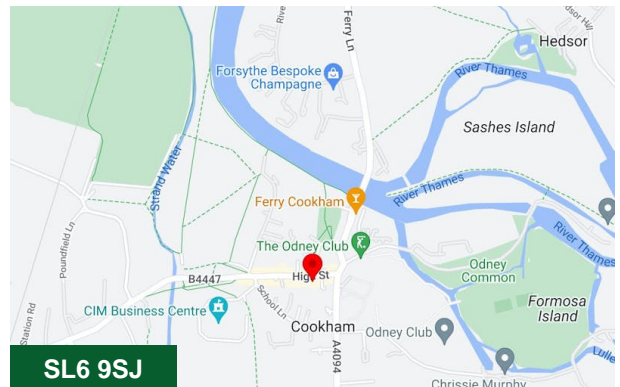 Hedsor Hill
Hedsor
River Thames
Ferry Ln
Forsythe Bespoke
Champagne
Sashes Island
Strand Water
Ferry Cookham
River Thames
The Odney Club
River Thames
Poundfield Ln
B4447
High St
Odney
Common
Formosa
Island
School Ln
CIM Business Centre
Station Rd
Cookham
A4094
Odney Club
Chrissie Murphy
SL6 9SJ